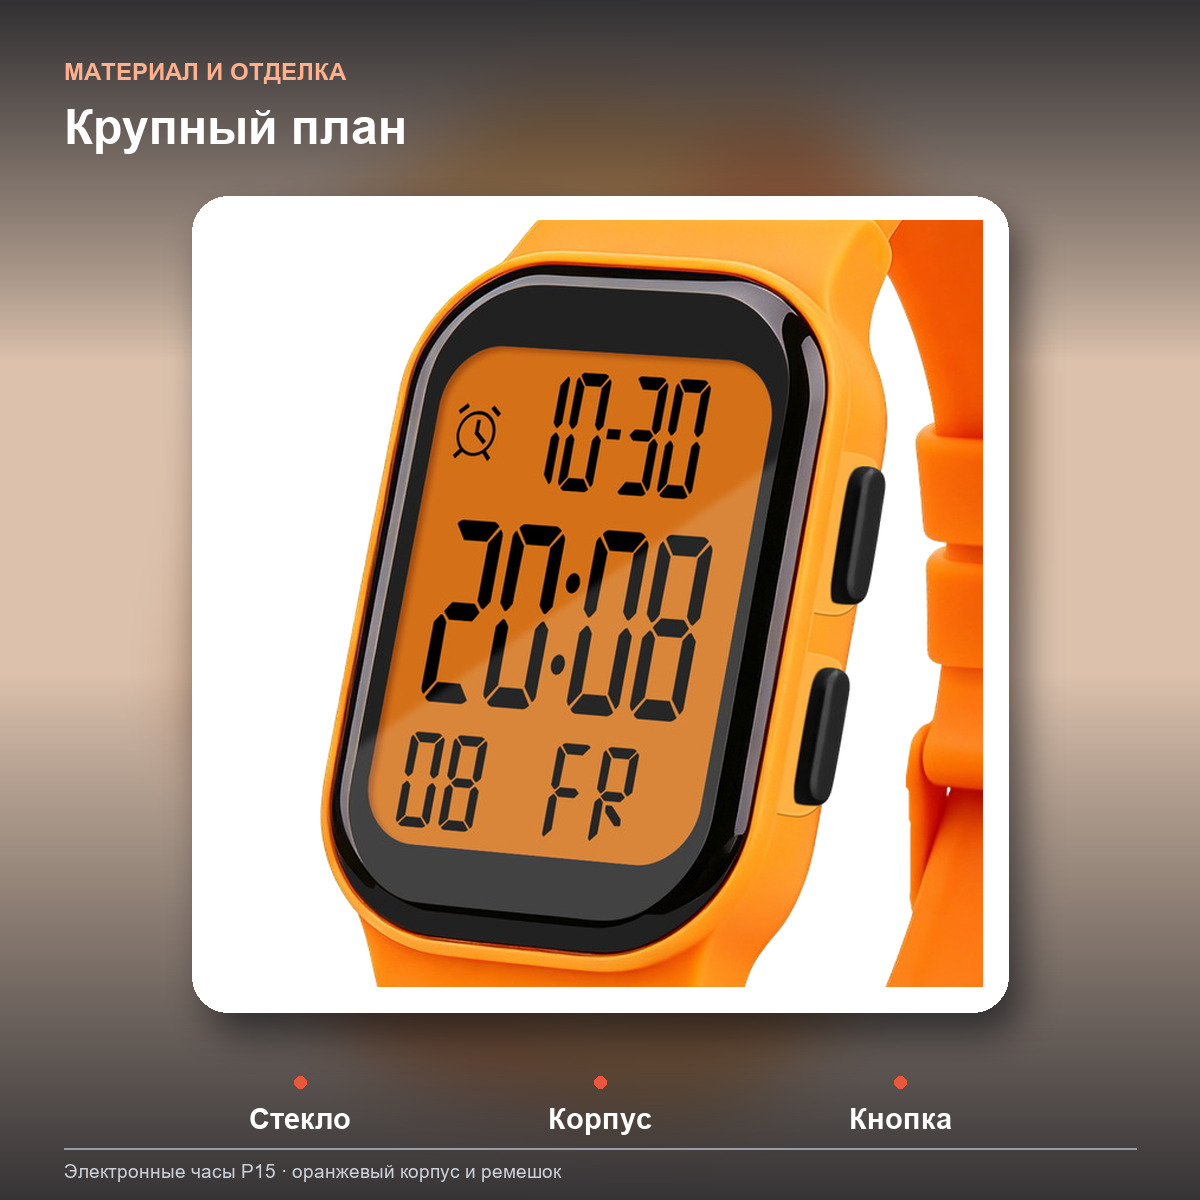 МАТЕРИАЛ И ОТДЕЛКА
Крупный план
10-30
20:08
08 FR
Стекло
Корпус
Кнопка
Электронные часы P15 · оранжевый корпус и ремешок